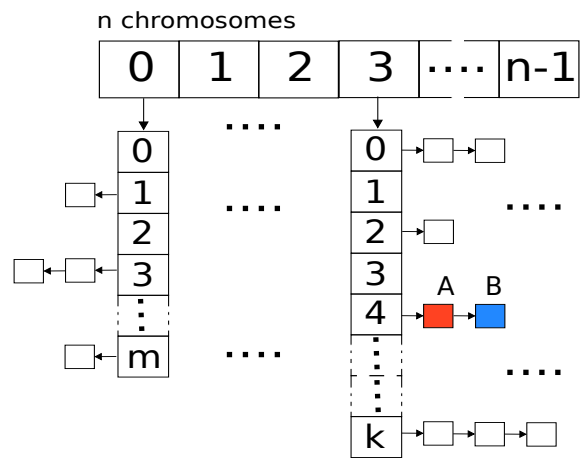 n chromosomes
0 1 2 3 .... n-1
.... 
0 0
1 1
.... ....
2 2
3 3
A B
4
m .... ....
k